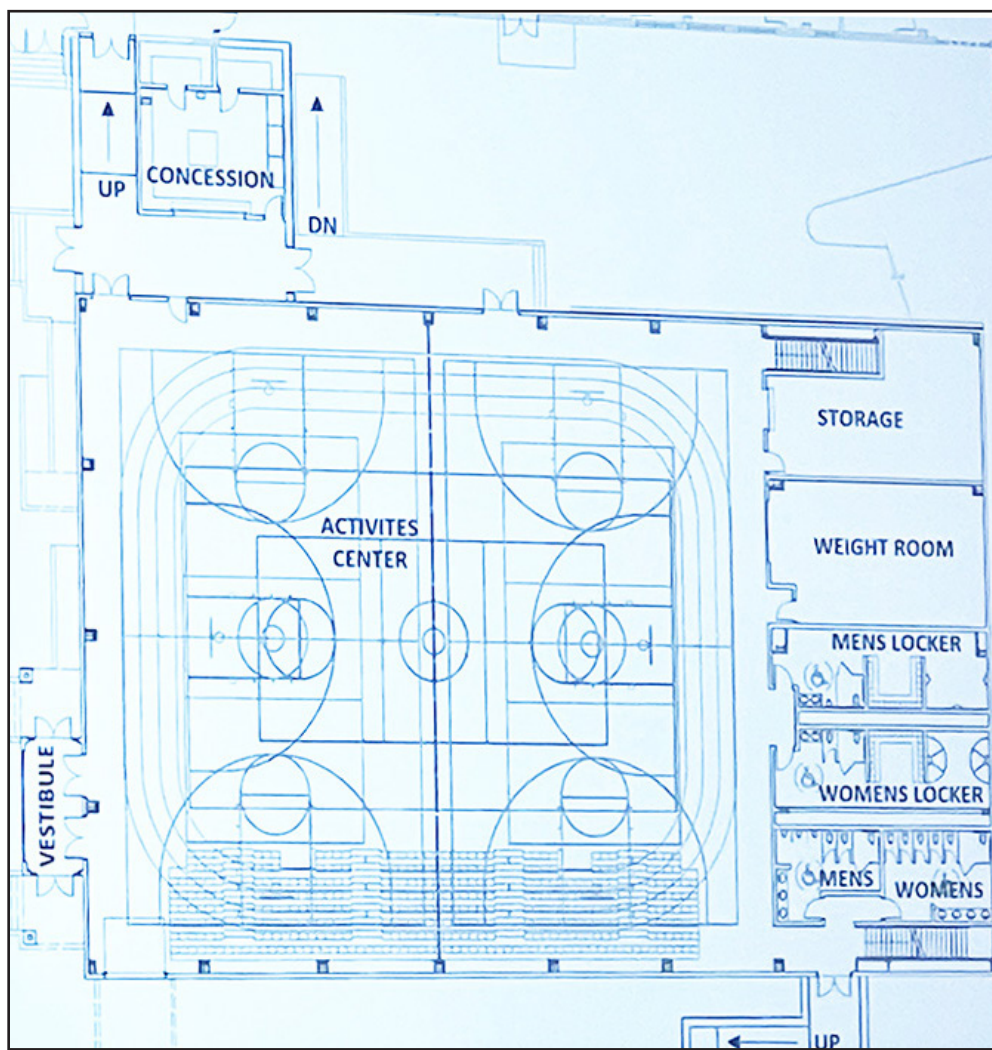 CONCESSION
UP
DN
STORAGE
ACTIVITES
CENTER
WEIGHT ROOM
MENS LOCKER
VESTIBULE
WOMENS LOCKER
MENS
WOMENS
UP